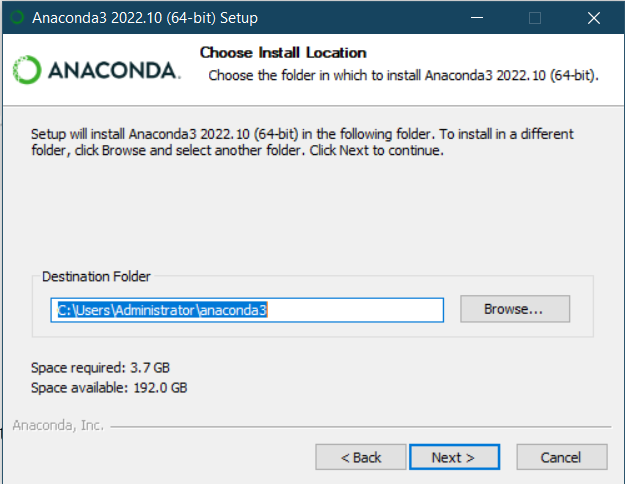 Anaconda3 2022.10 (64-bit) Setup
ANACONDA.
Choose Install Location
Choose the folder in which to install Anaconda3 2022.10 (64-bit).
Setup will install Anaconda3 2022.10 (64-bit) in the following folder. To install in a different
folder, click Browse and select another folder. Click Next to continue.
Destination Folder
C:\Users\Administrator\anaconda3
Browse...
Space required: 3.7 GB
Space available: 192.0 GB
Anaconda, Inc.
< Back
Next >
Cancel